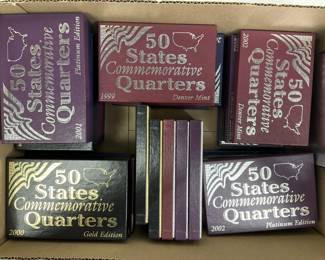 50
States
Commemorative
Quarters
2001
Platinum Edition
50
States
Commemorative
Quarters
1999
Denver Mint
50
States
Commemorative
Quarters
2002
Denver Mint
50
States
Commemorative
Quarters
2000
Gold Edition
50
States
Commemorative
Quarters
2002
Platinum Edition